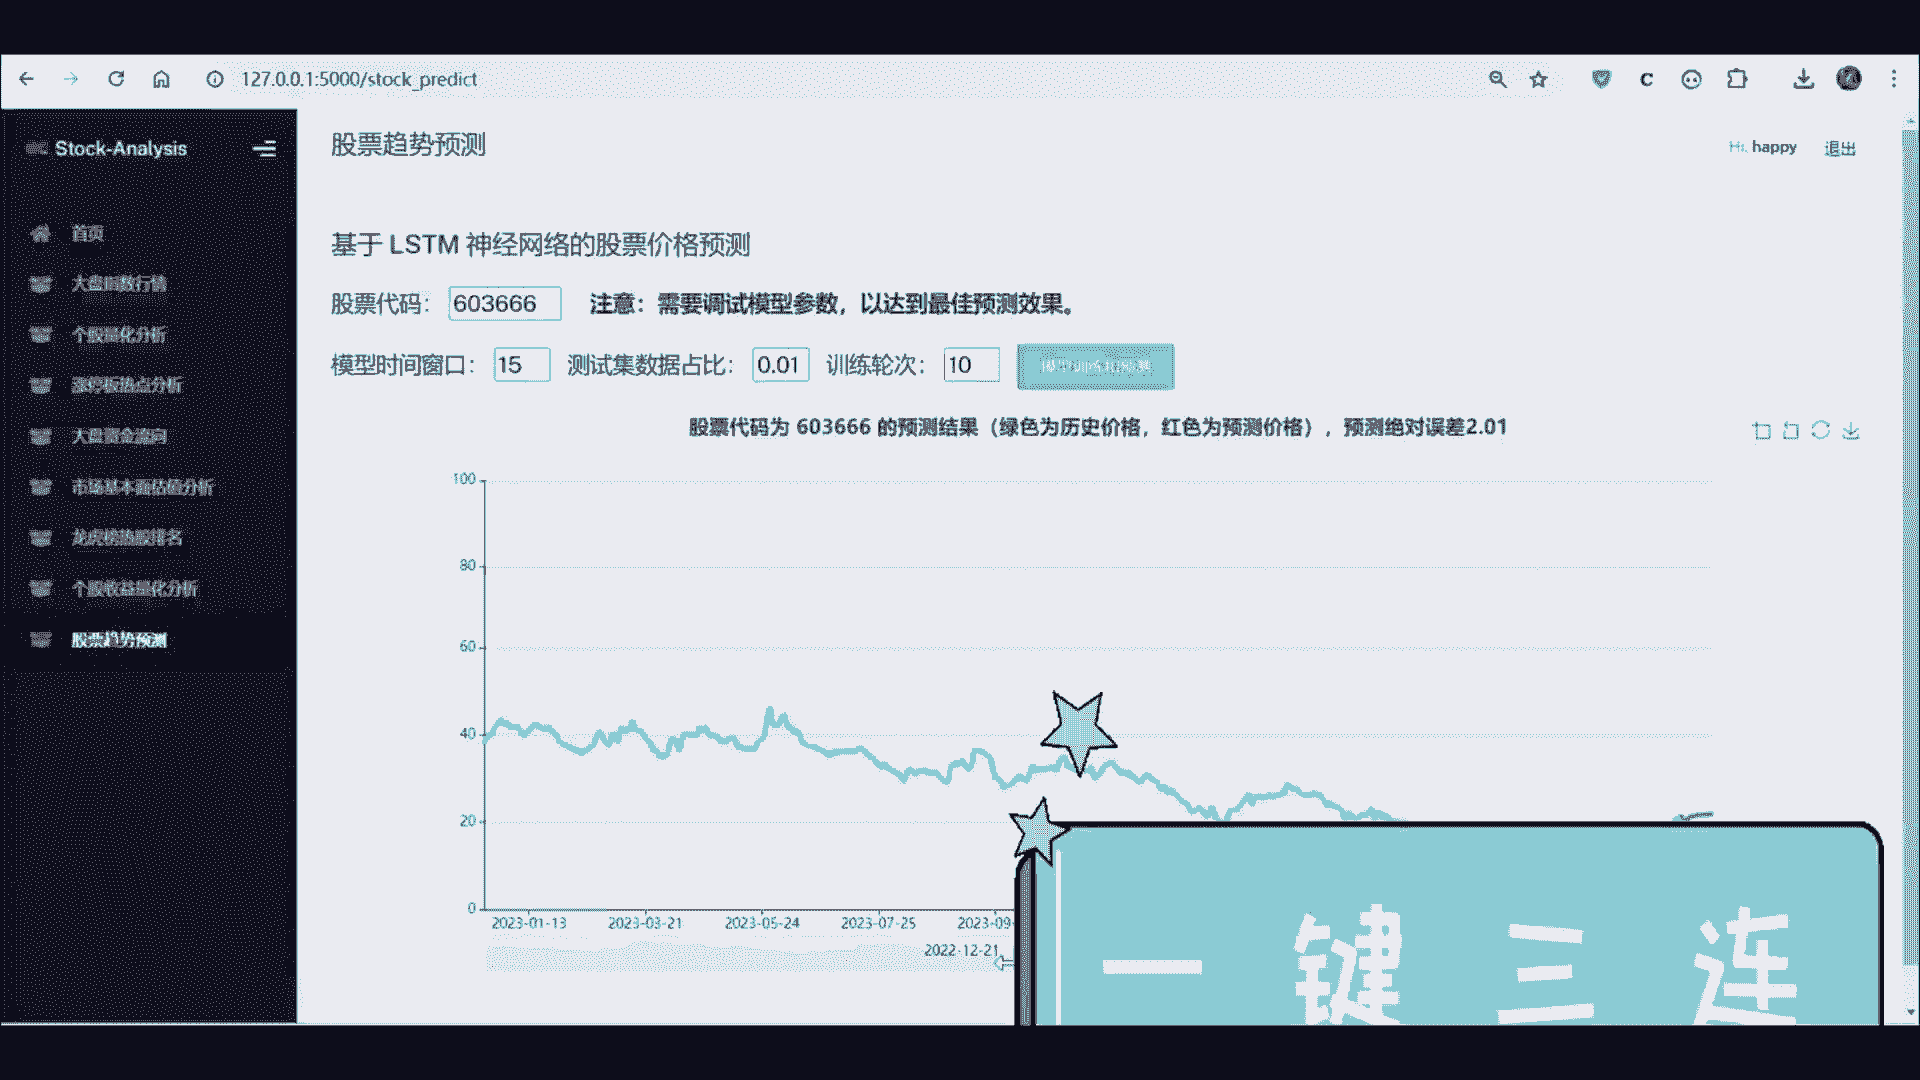 127.0.0.1:5000/stock_predict
C
Stock-Analysis
股票趋势预测
Hi, happy
退出
首页
大盘指数行情
个股量化分析
涨停板热点分析
大盘资金流向
市场基本面估值分析
龙虎榜热股排名
个股收益量化分析
股票趋势预测
基于 LSTM 神经网络的股票价格预测
股票代码： 603666 注意：需要调试模型参数，以达到最佳预测效果。
模型时间窗口： 15 测试集数据占比： 0.01 训练轮次： 10
股票代码为 603666 的预测结果（绿色为历史价格，红色为预测价格），预测绝对误差2.01
100
80
60
40
20
0
2023-01-13 2023-03-21 2023-05-24 2023-07-25 2023-09-
2022-12-21
一键三连